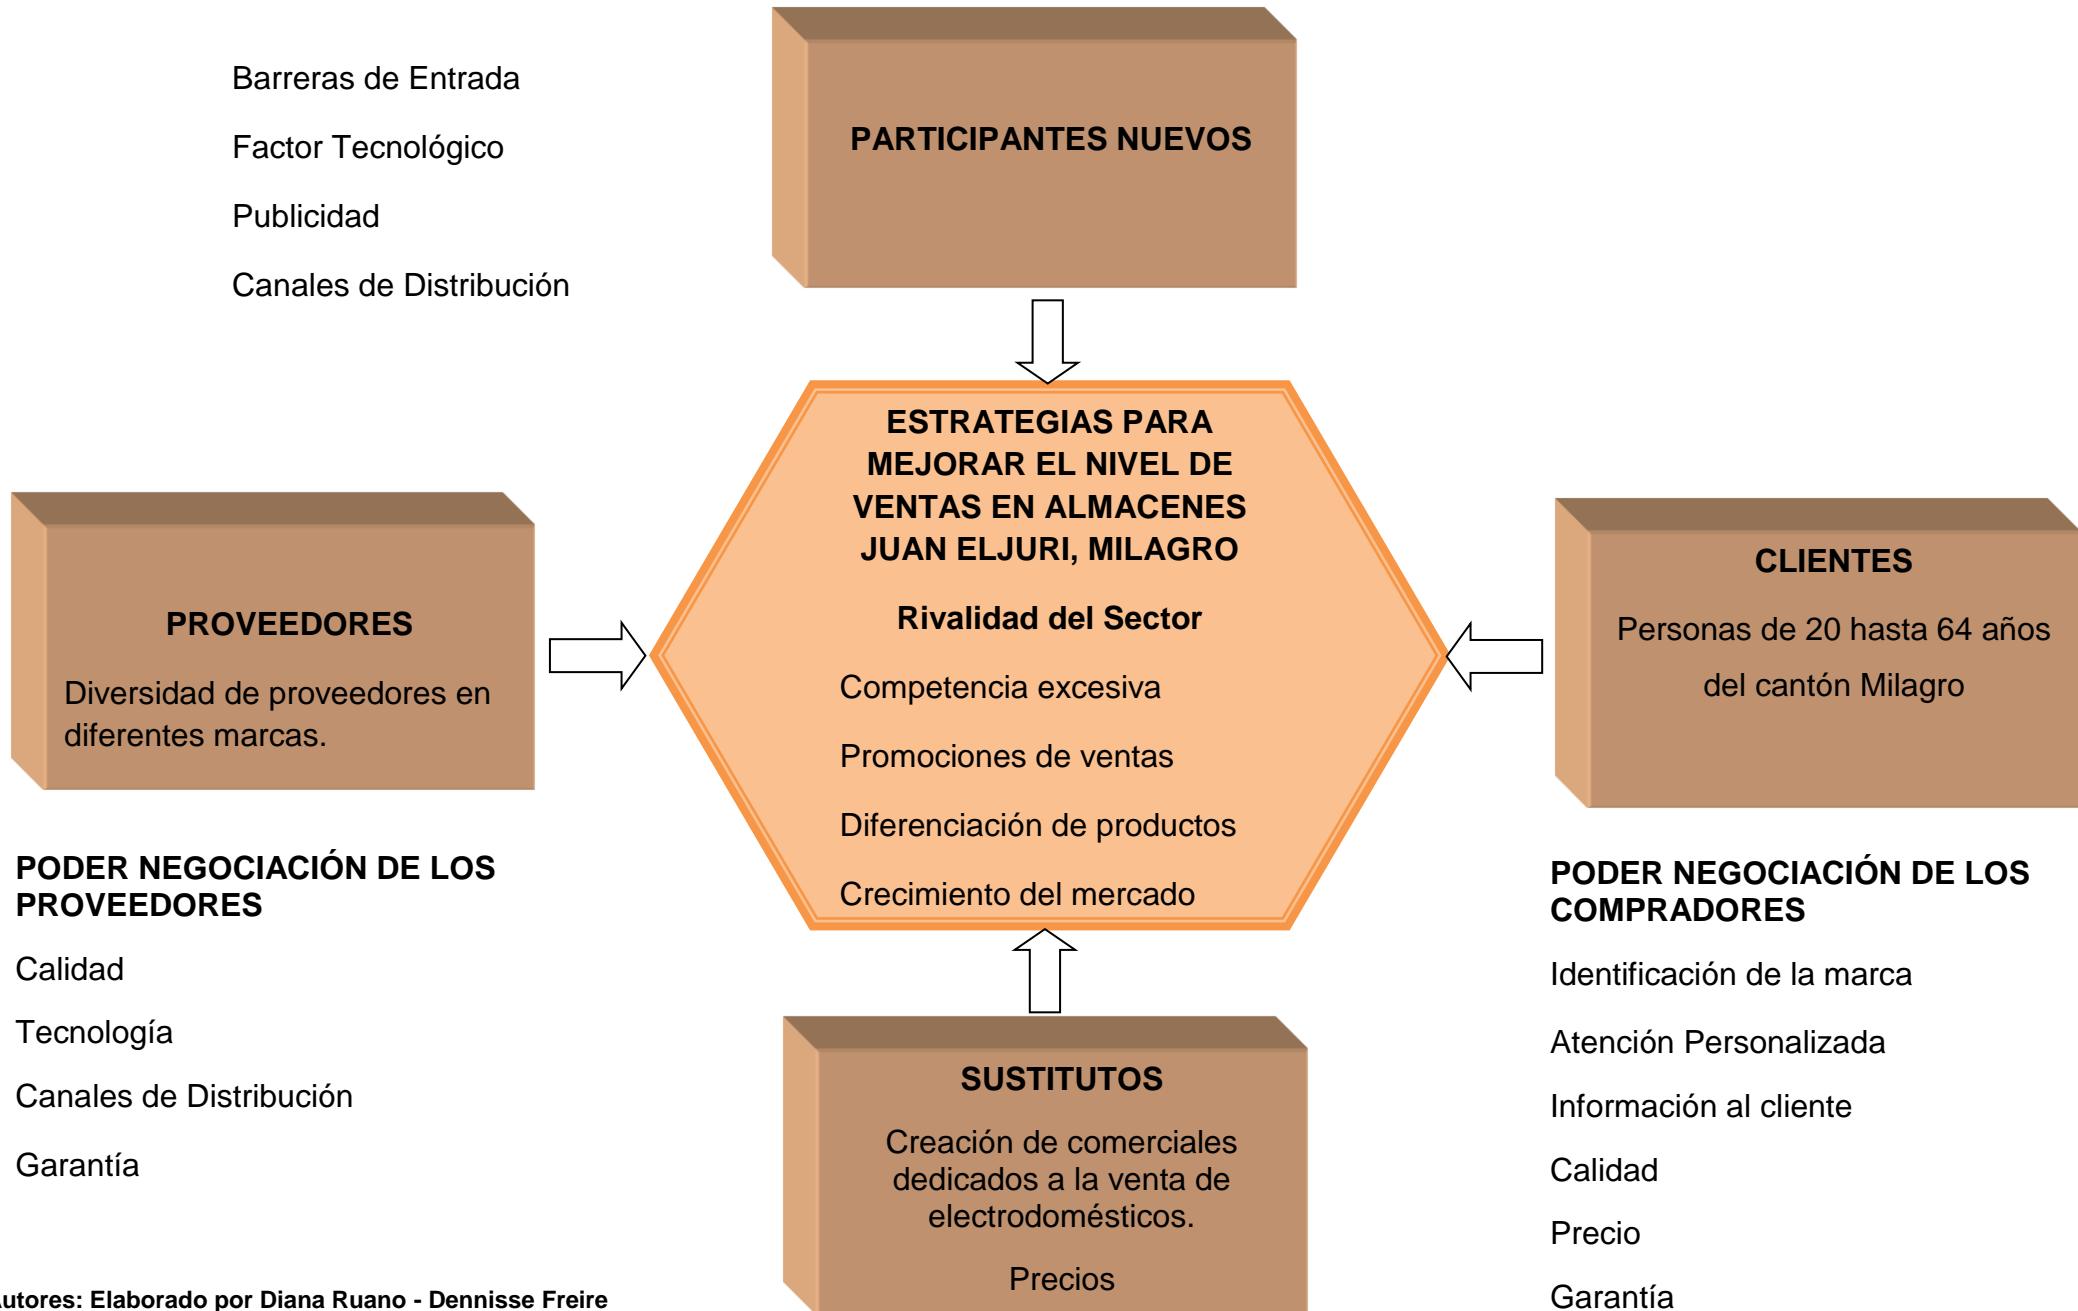 Barreras de Entrada
Factor Tecnológico
Publicidad
Canales de Distribución
PARTICIPANTES NUEVOS
ESTRATEGIAS PARA
MEJORAR EL NIVEL DE
VENTAS EN ALMACENES
JUAN ELJURI, MILAGRO
Rivalidad del Sector
Competencia excesiva
Promociones de ventas
Diferenciación de productos
Crecimiento del mercado
PROVEEDORES
Diversidad de proveedores en
diferentes marcas.
CLIENTES
Personas de 20 hasta 64 años
del cantón Milagro
PODER NEGOCIACIÓN DE LOS
PROVEEDORES
Calidad
Tecnología
Canales de Distribución
Garantía
SUSTITUTOS
Creación de comerciales
dedicados a la venta de
electrodomésticos.
Precios
PODER NEGOCIACIÓN DE LOS
COMPRADORES
Identificación de la marca
Atención Personalizada
Información al cliente
Calidad
Precio
Garantía
Autores: Elaborado por Diana Ruano - Dennisse Freire